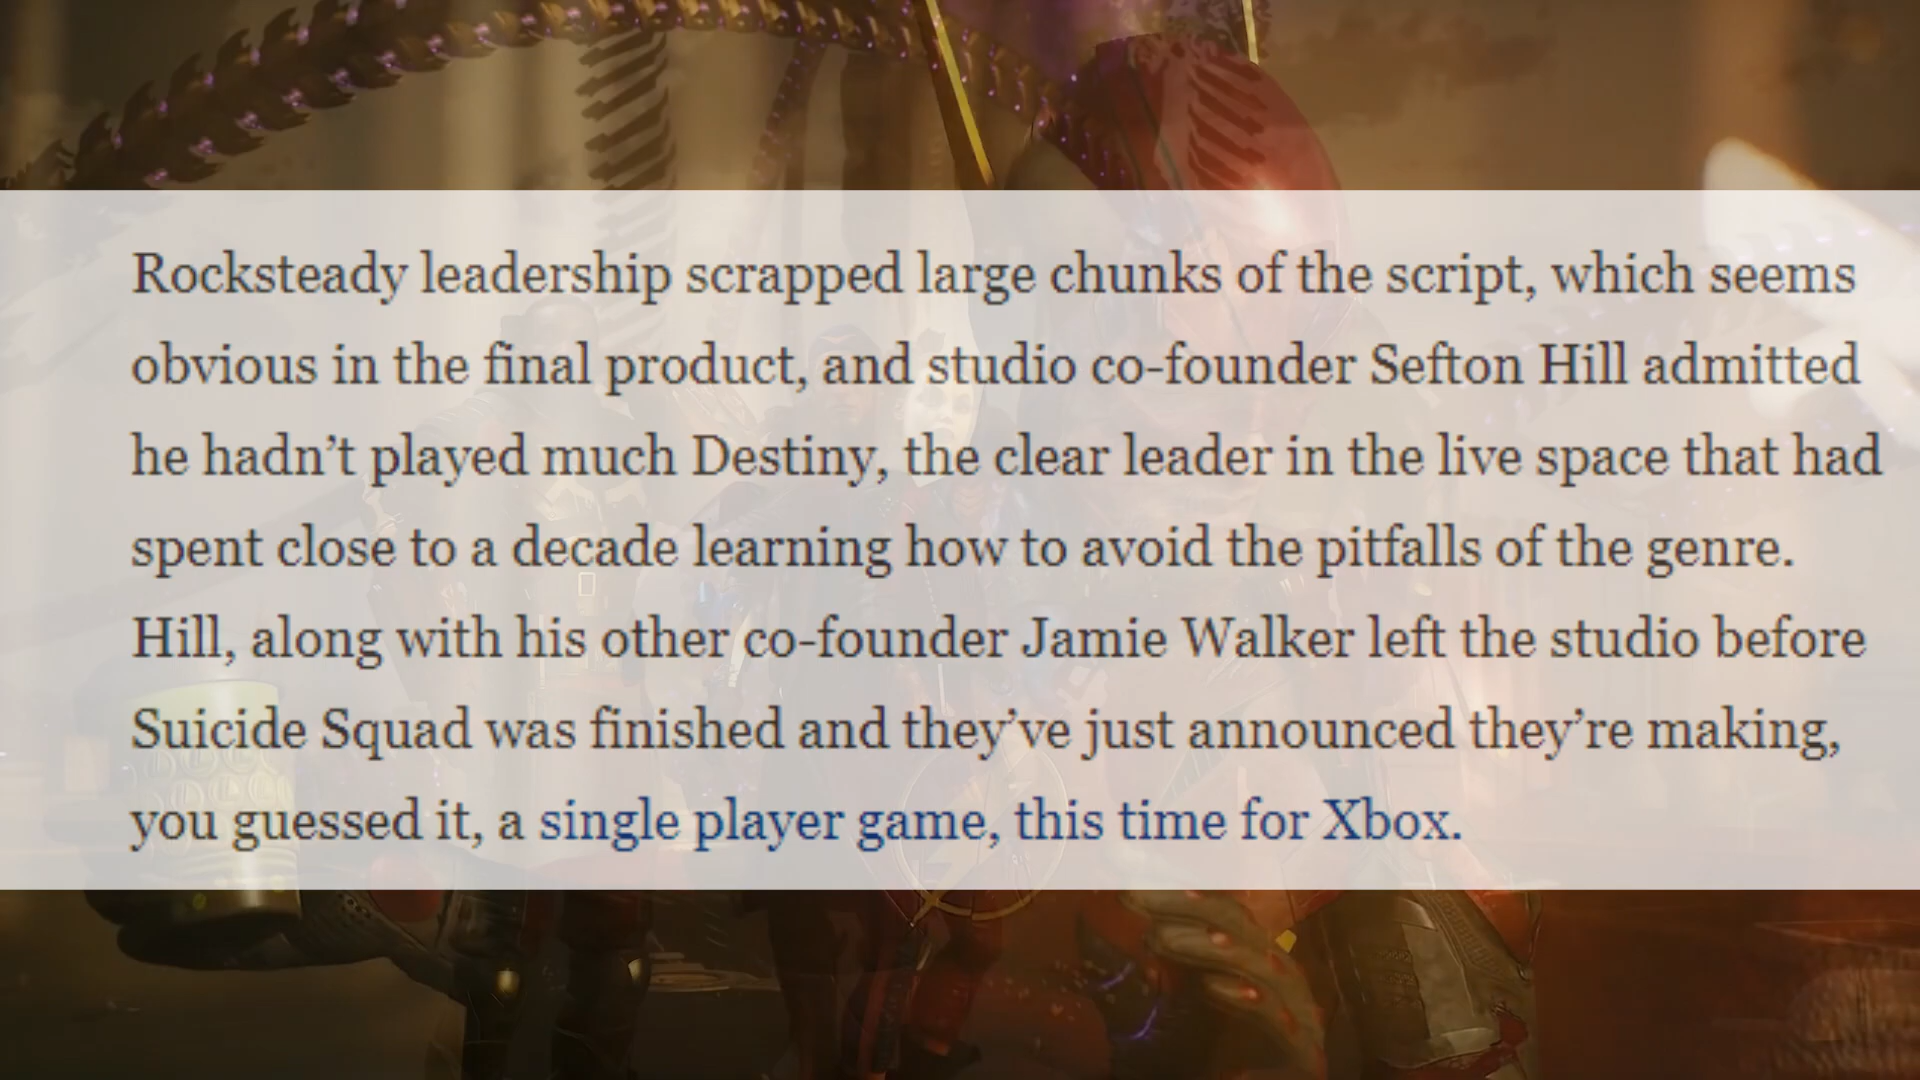 Rocksteady leadership scrapped large chunks of the script, which seems
obvious in the final product, and studio co-founder Sefton Hill admitted
he hadn’t played much Destiny, the clear leader in the live space that had
spent close to a decade learning how to avoid the pitfalls of the genre.
Hill, along with his other co-founder Jamie Walker left the studio before
Suicide Squad was finished and they’ve just announced they’re making,
you guessed it, a single player game, this time for Xbox.